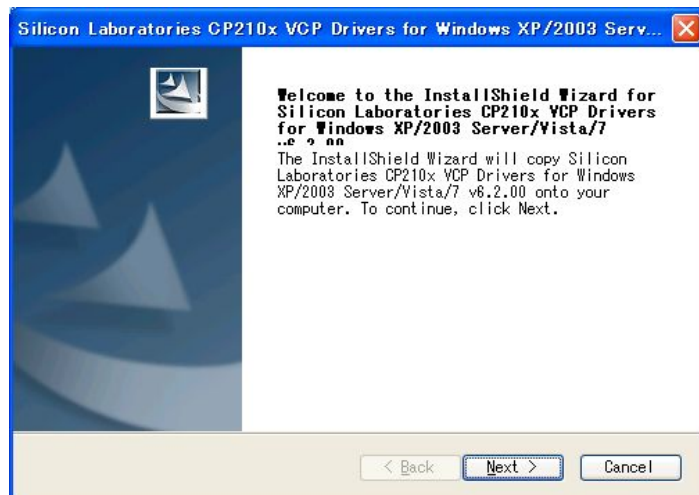 Silicon Laboratories CP210x VCP Drivers for Windows XP/2003 Serv...
Welcome to the InstallShield Wizard for
Silicon Laboratories CP210x VCP Drivers
for Windows XP/2003 Server/Vista/7
v6.2.00
The InstallShield Wizard will copy Silicon
Laboratories CP210x VCP Drivers for Windows
XP/2003 Server/Vista/7 v6.2.00 onto your
computer. To continue, click Next.
< Back
Next >
Cancel